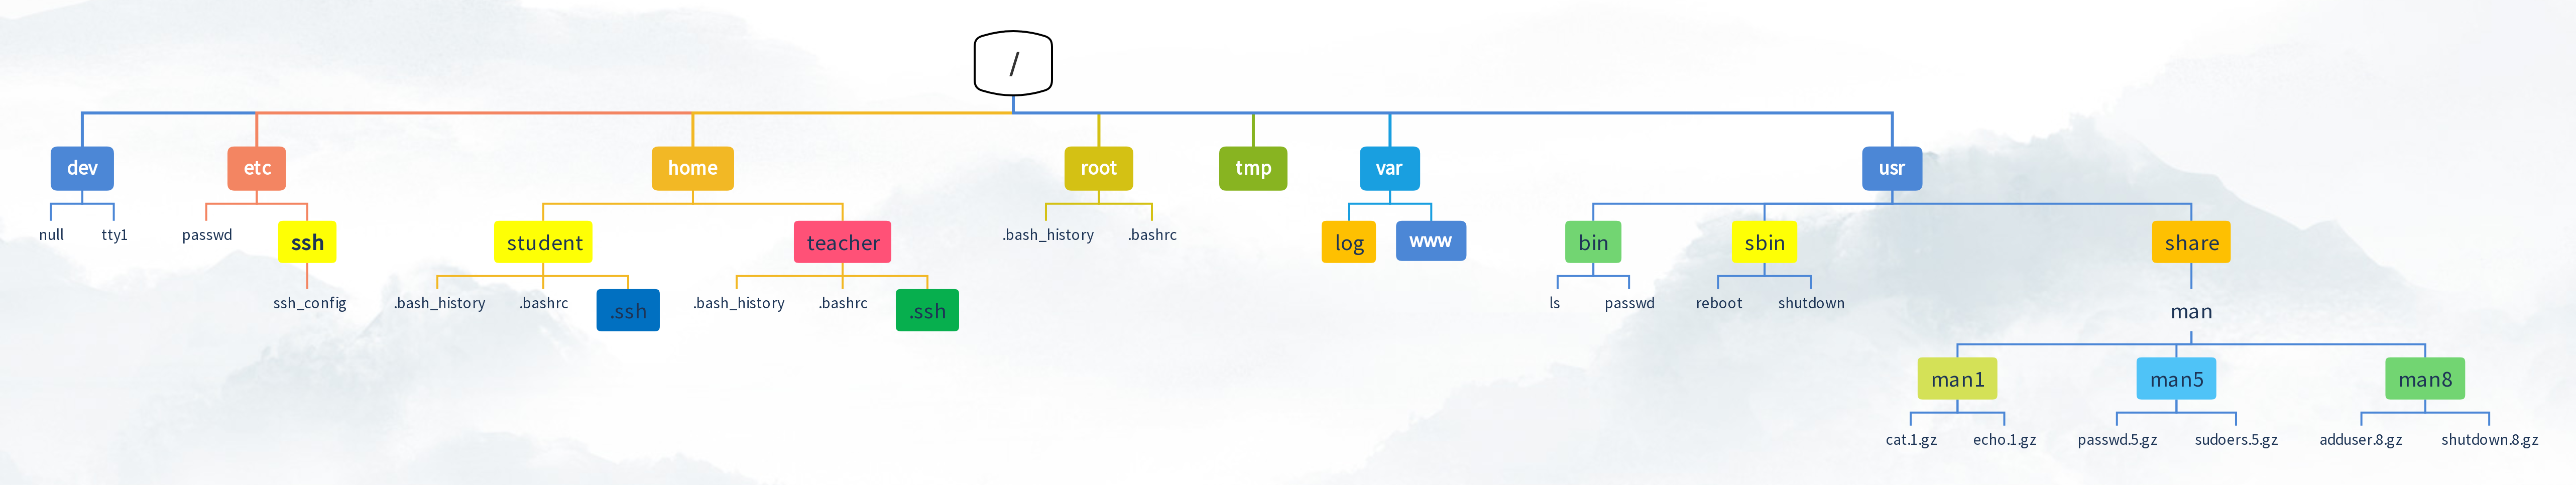 /
dev
etc
home
root
tmp
var
usr
null
tty1
passwd
ssh
student
teacher
.bash_history
.bashrc
log
www
bin
sbin
share
ssh_config
.bash_history
.bashrc
.ssh
.bash_history
.bashrc
.ssh
ls
passwd
reboot
shutdown
man
man1
man5
man8
cat.1.gz
echo.1.gz
passwd.5.gz
sudoers.5.gz
adduser.8.gz
shutdown.8.gz